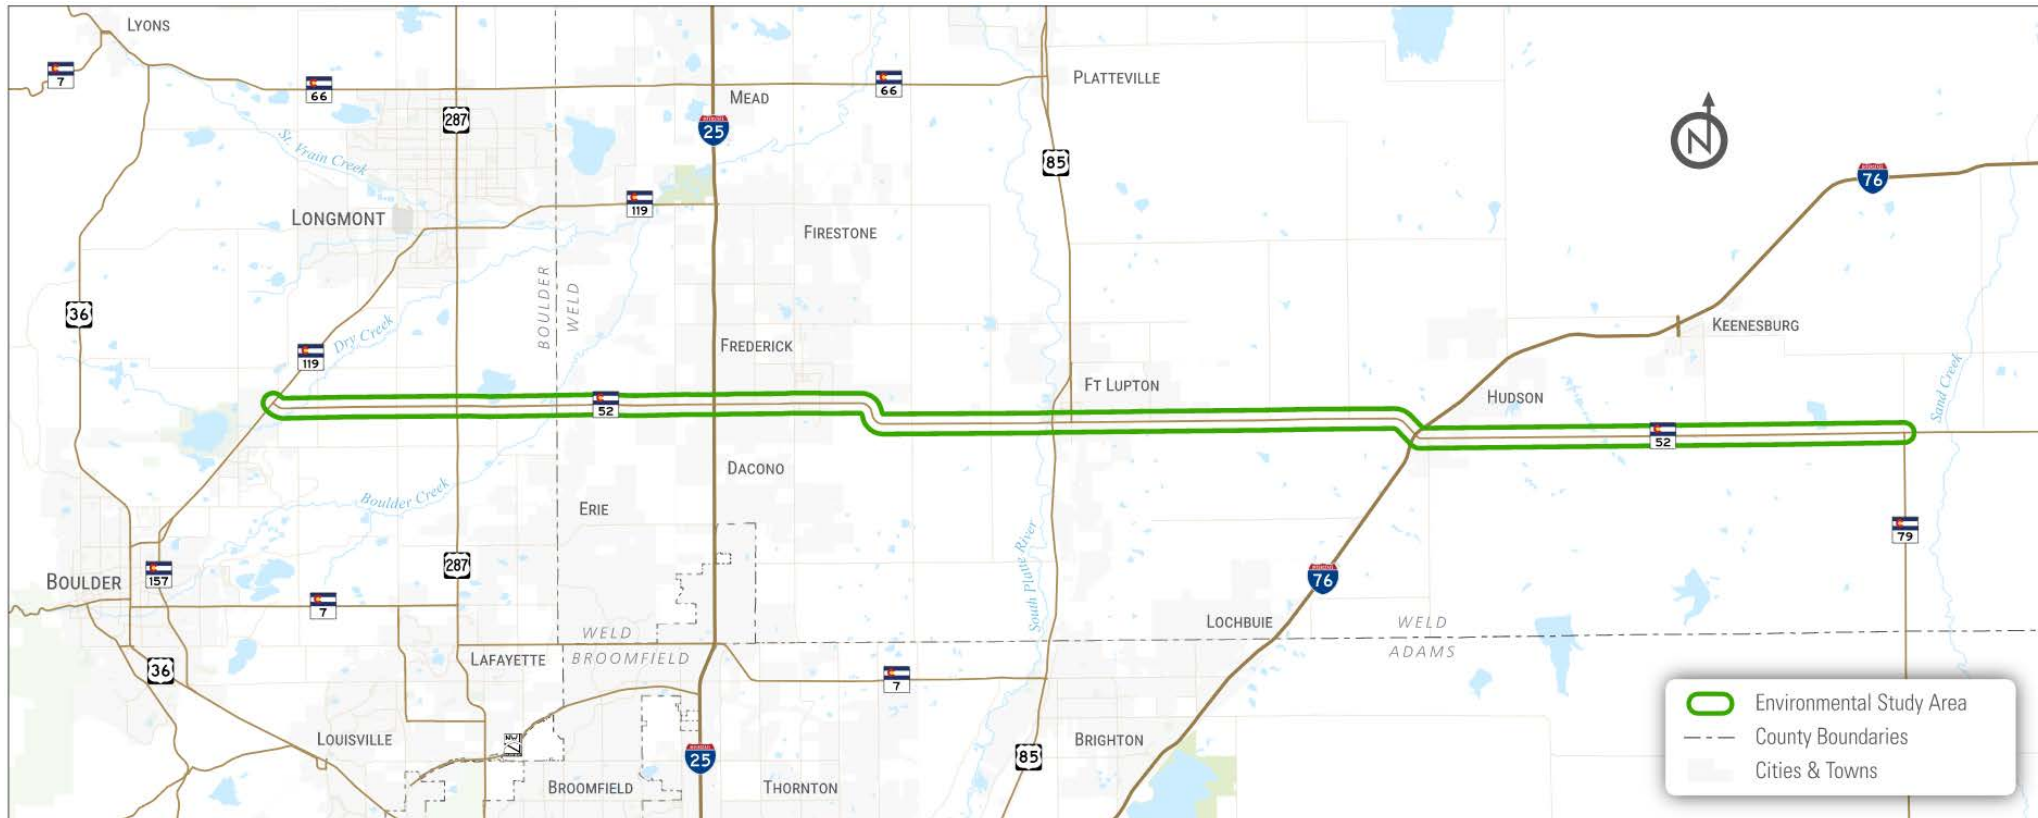 LYONS
7
66
287
MEAD
25
66
PLATTEVILLE
85
N
76
St. Vrain Creek
LONGMONT
119
FIRESTONE
BOULDER
WELD
36
Dry Creek
119
FREDERICK
KEENESBURG
FT LUPTON
HUDSON
52
52
Sand Creek
DACONO
Boulder Creek
ERIE
79
South Platte River
287
157
BOULDER
7
76
LOCHBUIE
WELD
ADAMS
WELD
BROOMFIELD
LAFAYETTE
36
7
LOUISVILLE
NW
7
25
85
BRIGHTON
BROOMFIELD
THORNTON
Environmental Study Area
County Boundaries
Cities & Towns